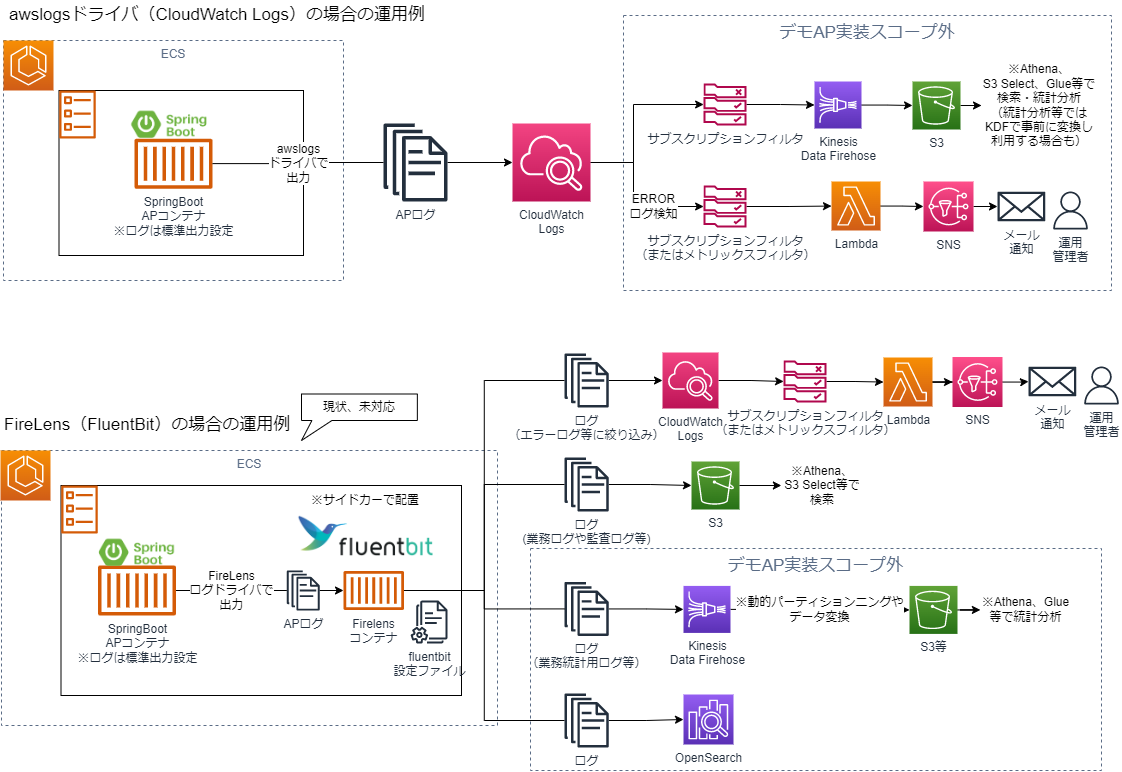 awslogsドライバ（CloudWatch Logs）の場合の運用例
ECS
Spring
Boot
SpringBoot
APコンテナ
※ログは標準出力設定
awslogs
ドライバで
出力
APログ
CloudWatch
Logs
デモAP実装スコープ外
サブスクリプションフィルタ
Kinesis
Data Firehose
S3
※Athena、
S3 Select、Glue等で
検索・統計分析
（統計分析等では
KDFで事前に変換し
利用する場合も）
ERROR
ログ検知
サブスクリプションフィルタ
（またはメトリックスフィルタ）
Lambda
SNS
メール
通知
運用
管理者
FireLens（FluentBit）の場合の運用例
現状、未対応
ECS
※サイドカーで配置
fluentbit
Spring
Boot
SpringBoot
APコンテナ
※ログは標準出力設定
FireLens
ログドライバで
出力
APログ
Firelens
コンテナ
fluentbit
設定ファイル
ログ
（エラーログ等に絞り込み）
CloudWatch
Logs
サブスクリプションフィルタ
（またはメトリックスフィルタ）
Lambda
SNS
メール
通知
運用
管理者
ログ
（業務ログや監査ログ等）
S3
※Athena、
S3 Select等で
検索
デモAP実装スコープ外
ログ
（業務統計用ログ等）
Kinesis
Data Firehose
※動的パーティションニングや
データ変換
S3等
※Athena、Glue
等で統計分析
ログ
OpenSearch